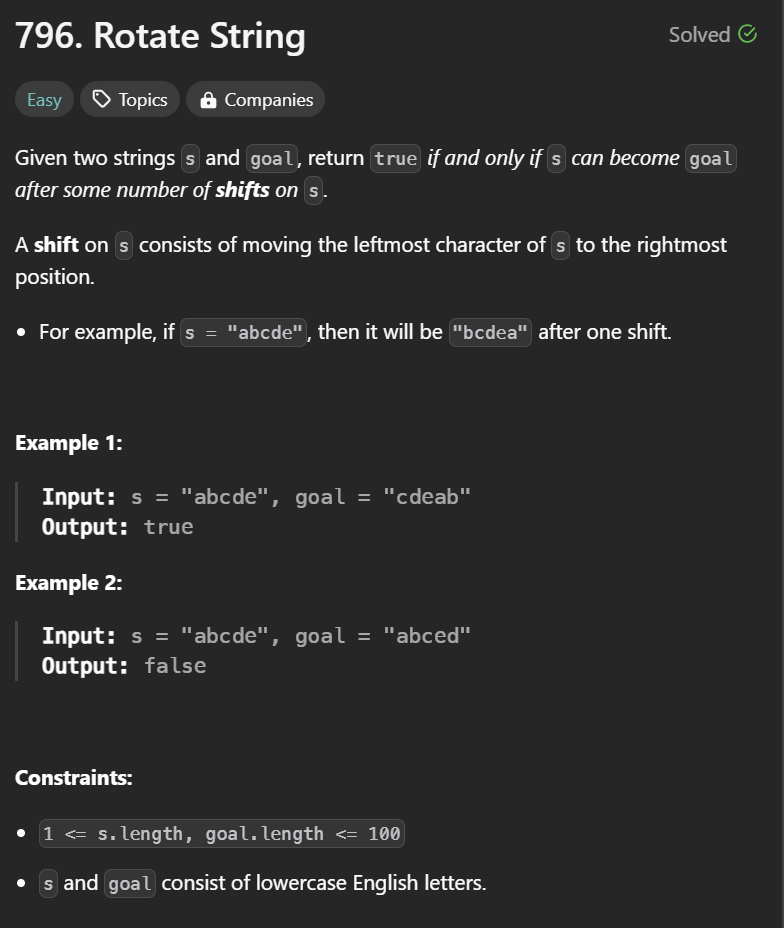 796. Rotate String
Solved
Easy
Topics
Companies
Given two strings s and goal, return true if and only if s can become goal
after some number of shifts on s.
A shift on s consists of moving the leftmost character of s to the rightmost
position.
• For example, if s = "abcde", then it will be "bcdea" after one shift.
Example 1:
Input: s = "abcde", goal = "cdeab"
Output: true
Example 2:
Input: s = "abcde", goal = "abced"
Output: false
Constraints:
• 1 <= s.length, goal.length <= 100
• s and goal consist of lowercase English letters.